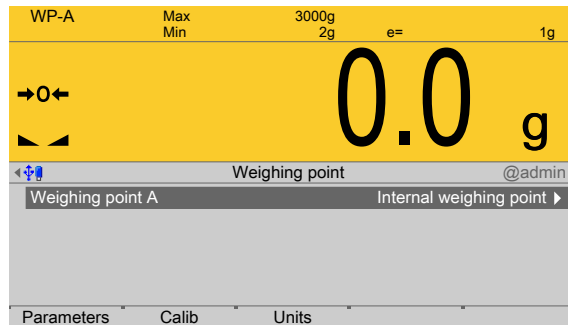 WP-A Max 3000g
Min 2g e= 1g
→0←
0.0 g
Weighing point @admin
Weighing point A Internal weighing point
Parameters Calib Units